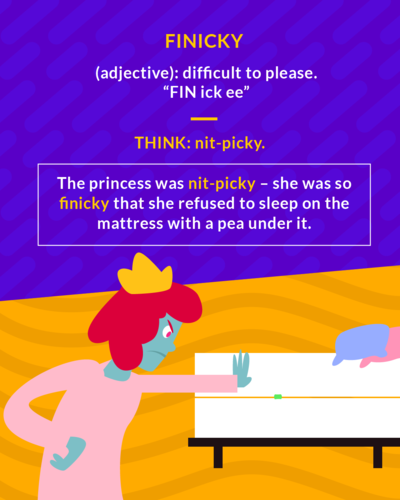 FINICKY
(adjective): difficult to please.
“FIN ick ee”
THINK: nit-picky.
The princess was nit-picky – she was so
finicky that she refused to sleep on the
mattress with a pea under it.